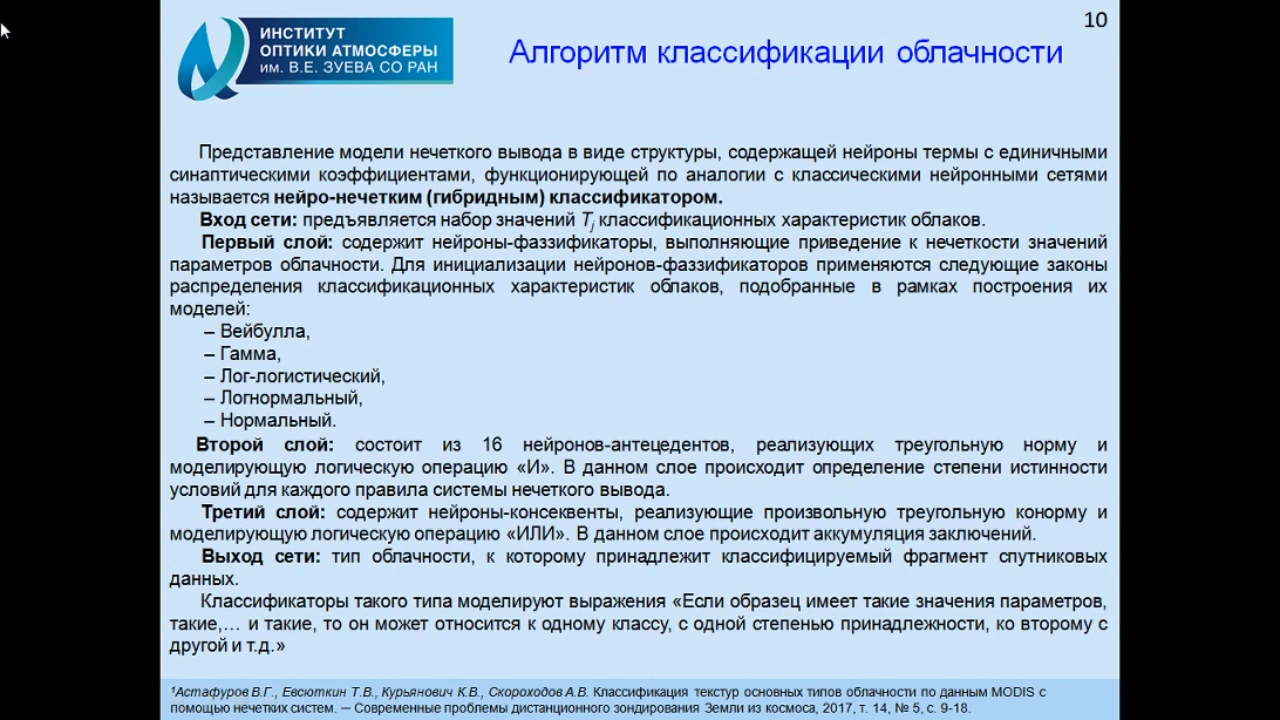 10
ИНСТИТУТ
ОПТИКИ АТМОСФЕРЫ
им. В.Е. ЗУЕВА СО РАН
Алгоритм классификации облачности
Представление модели нечеткого вывода в виде структуры, содержащей нейроны термы с единичными
синаптическими коэффициентами, функционирующей по аналогии с классическими нейронными сетями
называется нейро-нечетким (гибридным) классификатором.
Вход сети: предъявляется набор значений Tj классификационных характеристик облаков.
Первый слой: содержит нейроны-фаззификаторы, выполняющие приведение к нечеткости значений
параметров облачности. Для инициализации нейронов-фаззификаторов применяются следующие законы
распределения классификационных характеристик облаков, подобранные в рамках построения их
моделей:
– Вейбулла,
– Гамма,
– Лог-логистический,
– Логнормальный,
– Нормальный.
Второй слой: состоит из 16 нейронов-антецедентов, реализующих треугольную норму и
моделирующую логическую операцию «И». В данном слое происходит определение степени истинности
условий для каждого правила системы нечеткого вывода.
Третий слой: содержит нейроны-консеквенты, реализующие произвольную треугольную конорму и
моделирующую логическую операцию «ИЛИ». В данном слое происходит аккумуляция заключений.
Выход сети: тип облачности, к которому принадлежит классифицируемый фрагмент спутниковых
данных.
Классификаторы такого типа моделируют выражения «Если образец имеет такие значения параметров,
такие,… и такие, то он может относится к одному классу, с одной степенью принадлежности, ко второму с
другой и т.д.»
¹Астафуров В.Г., Евсюткин Т.В., Курьянович К.В., Скороходов А.В. Классификация текстур основных типов облачности по данным MODIS с
помощью нечетких систем. — Современные проблемы дистанционного зондирования Земли из космоса, 2017, т. 14, № 5, с. 9-18.